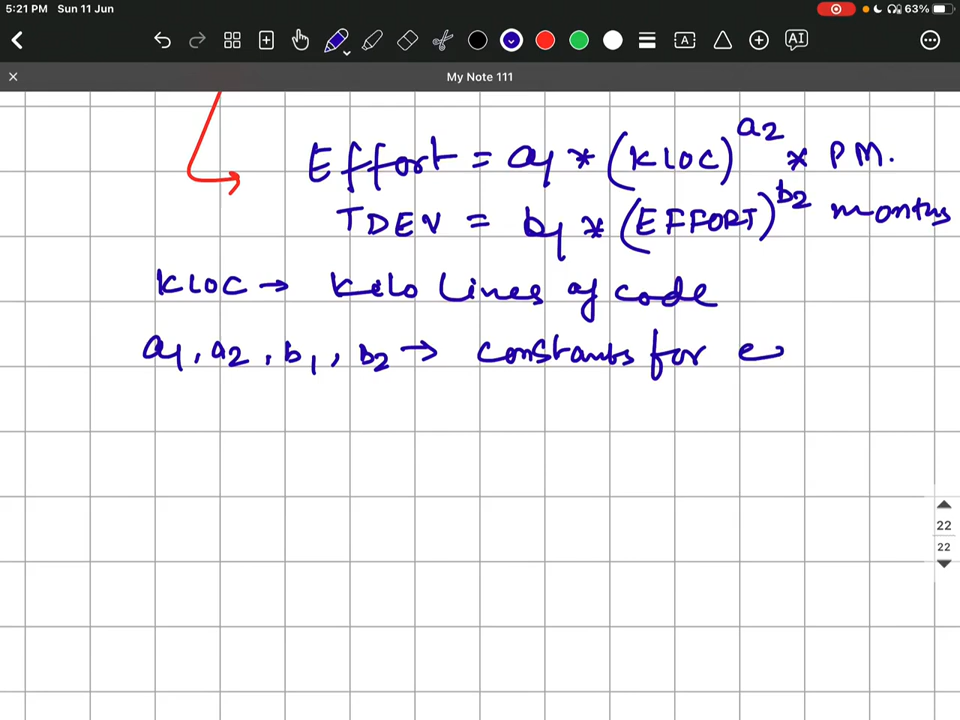 5:21 PM Sun 11 Jun 63%
A AI
My Note 111
Effort = a1 * (KLOC)^a2 * PM.
TDEV = b1 * (EFFORT)^b2 months
KLOC → Kilo Lines of code
a1, a2, b1, b2 → constants for
22
22